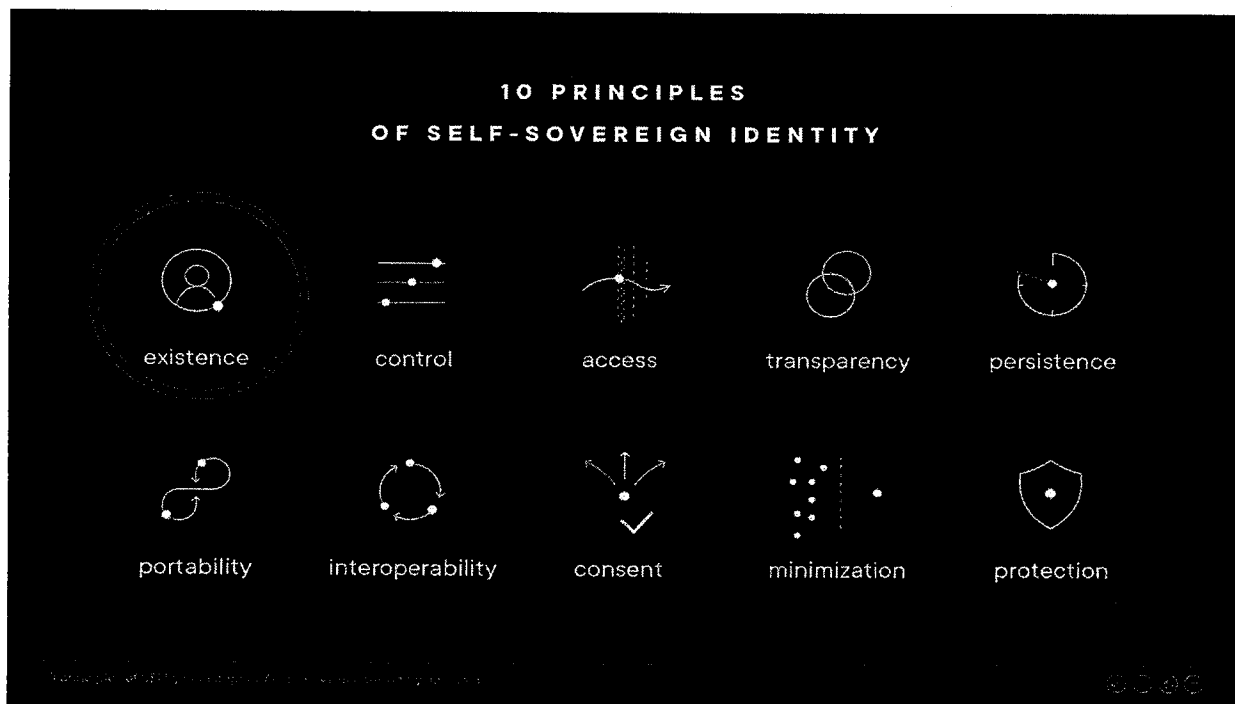 10 PRINCIPLES
OF SELF-SOVEREIGN IDENTITY
existence
control
access
transparency
persistence
portability
interoperability
consent
minimization
protection